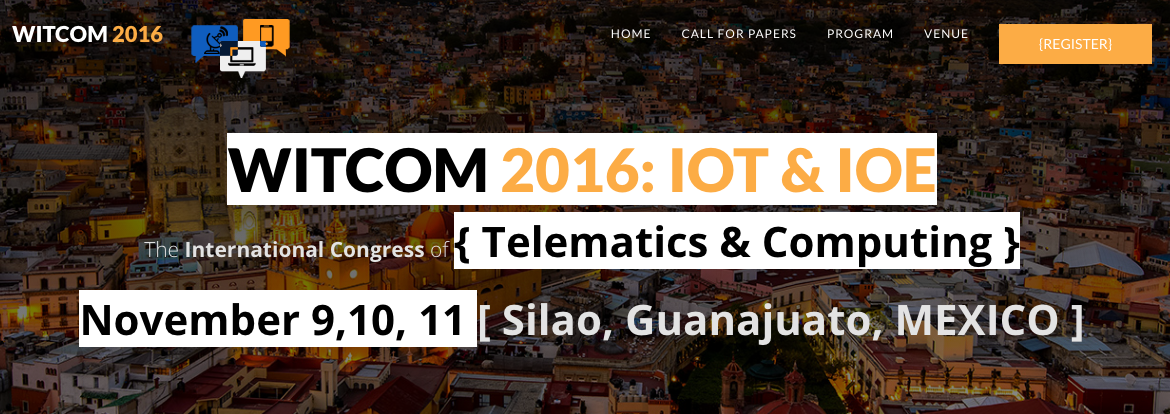 WITCOM 2016
HOME CALL FOR PAPERS PROGRAM VENUE {REGISTER}
WITCOM 2016: IOT & IOE
The International Congress of { Telematics & Computing }
November 9,10, 11 [ Silao, Guanajuato, MEXICO ]